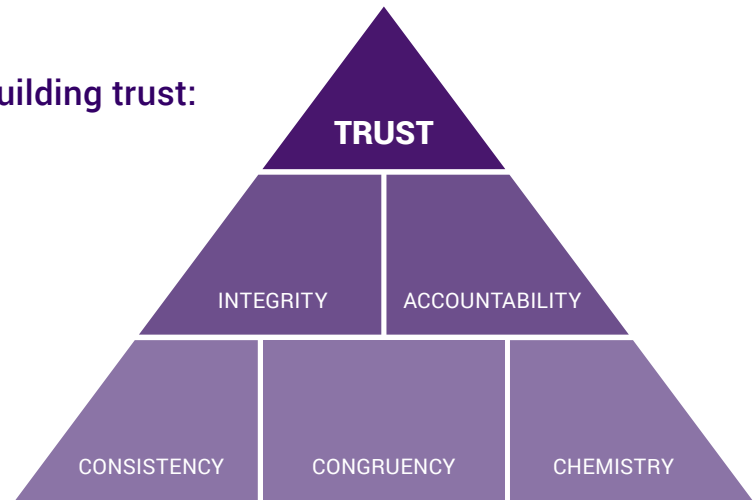 uilding trust:
TRUST
INTEGRITY ACCOUNTABILITY
CONSISTENCY CONGRUENCY CHEMISTRY